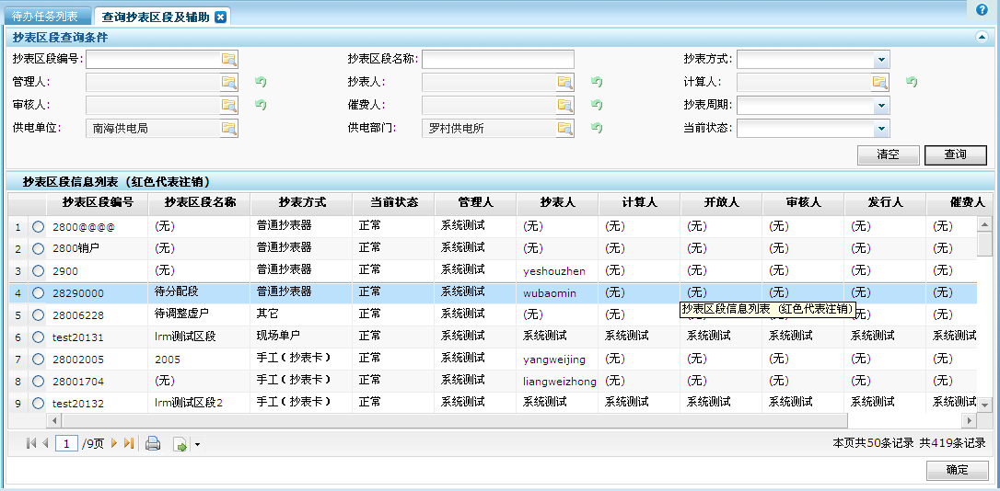 待办任务列表 查询抄表区段及辅助
抄表区段查询条件
抄表区段编号: 抄表区段名称: 抄表方式:
管理人: 抄表人: 计算人:
审核人: 催费人: 抄表周期:
供电单位: 南海供电局 供电部门: 罗村供电所 当前状态:
清空 查询
抄表区段信息列表 (红色代表注销)
抄表区段编号 抄表区段名称 抄表方式 当前状态 管理人 抄表人 计算人 开放人 审核人 发行人 催费人
1 2800@@@@ (无) 普通抄表器 正常 系统测试 (无) (无) (无) (无) (无) (无)
2 2800销户 (无) 普通抄表器 正常 系统测试 (无) (无) (无) (无) (无) (无)
3 2900 (无) 普通抄表器 正常 系统测试 yeshouzhen (无) (无) (无) (无) (无)
4 28290000 待分配段 普通抄表器 正常 系统测试 wubaomin (无) (无) (无) (无) (无)
抄表区段信息列表 (红色代表注销)
5 28006228 待调整虚户 其它 正常 系统测试 (无) (无) (无) (无) (无) (无)
6 test20131 lrm测试区段 现场单户 正常 系统测试 系统测试 系统测试 系统测试 系统测试 系统测试 系统测试
7 28002005 2005 手工(抄表卡) 正常 系统测试 yangweijing (无) (无) (无) (无) (无)
8 28001704 (无) 手工(抄表卡) 正常 系统测试 liangweizhong (无) (无) (无) (无) (无)
9 test20132 lrm测试区段2 手工(抄表卡) 正常 系统测试 系统测试 系统测试 系统测试 系统测试 系统测试 系统测试
1 /9页 本页共50条记录 共419条记录
确定